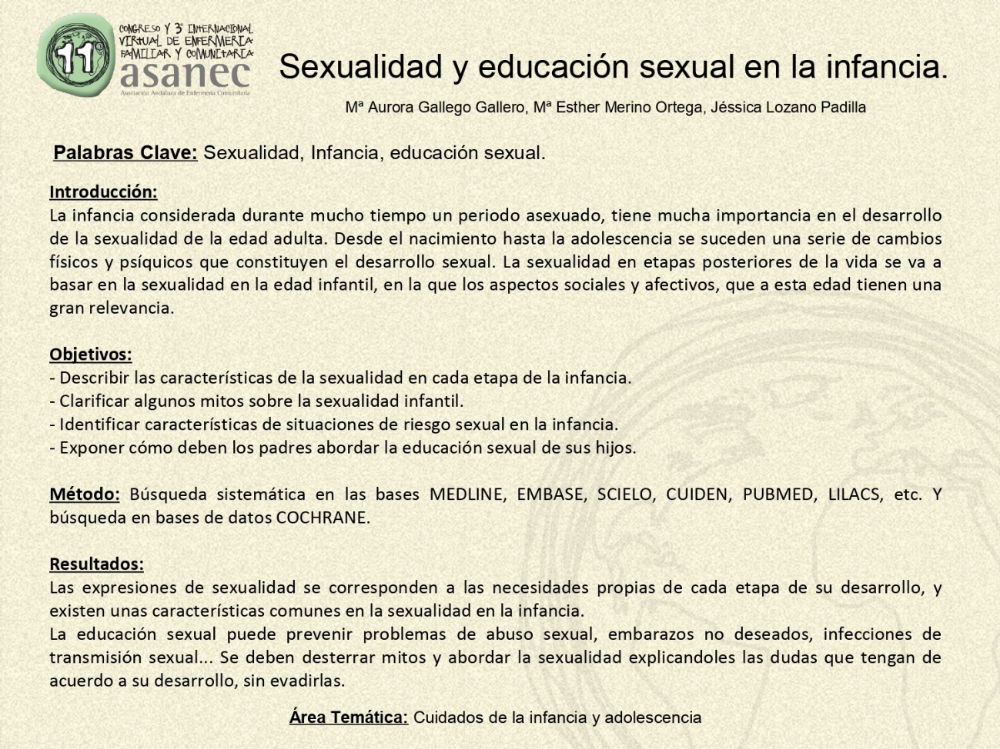 CONGRESO Y 3º INTERNACIONAL
VIRTUAL DE ENFERMERIA
FAMILIAR Y COMUNITARIA
11º
asanec
Asociación Andaluza de Enfermería Comunitaria
Sexualidad y educación sexual en la infancia.
Mª Aurora Gallego Gallero, Mª Esther Merino Ortega, Jéssica Lozano Padilla
Palabras Clave: Sexualidad, Infancia, educación sexual.
Introducción:
La infancia considerada durante mucho tiempo un periodo asexuado, tiene mucha importancia en el desarrollo
de la sexualidad de la edad adulta. Desde el nacimiento hasta la adolescencia se suceden una serie de cambios
físicos y psíquicos que constituyen el desarrollo sexual. La sexualidad en etapas posteriores de la vida se va a
basar en la sexualidad en la edad infantil, en la que los aspectos sociales y afectivos, que a esta edad tienen una
gran relevancia.
Objetivos:
- Describir las características de la sexualidad en cada etapa de la infancia.
- Clarificar algunos mitos sobre la sexualidad infantil.
- Identificar características de situaciones de riesgo sexual en la infancia.
- Exponer cómo deben los padres abordar la educación sexual de sus hijos.
Método: Búsqueda sistemática en las bases MEDLINE, EMBASE, SCIELO, CUIDEN, PUBMED, LILACS, etc. Y
búsqueda en bases de datos COCHRANE.
Resultados:
Las expresiones de sexualidad se corresponden a las necesidades propias de cada etapa de su desarrollo, y
existen unas características comunes en la sexualidad en la infancia.
La educación sexual puede prevenir problemas de abuso sexual, embarazos no deseados, infecciones de
transmisión sexual... Se deben desterrar mitos y abordar la sexualidad explicandoles las dudas que tengan de
acuerdo a su desarrollo, sin evadirlas.
Área Temática: Cuidados de la infancia y adolescencia